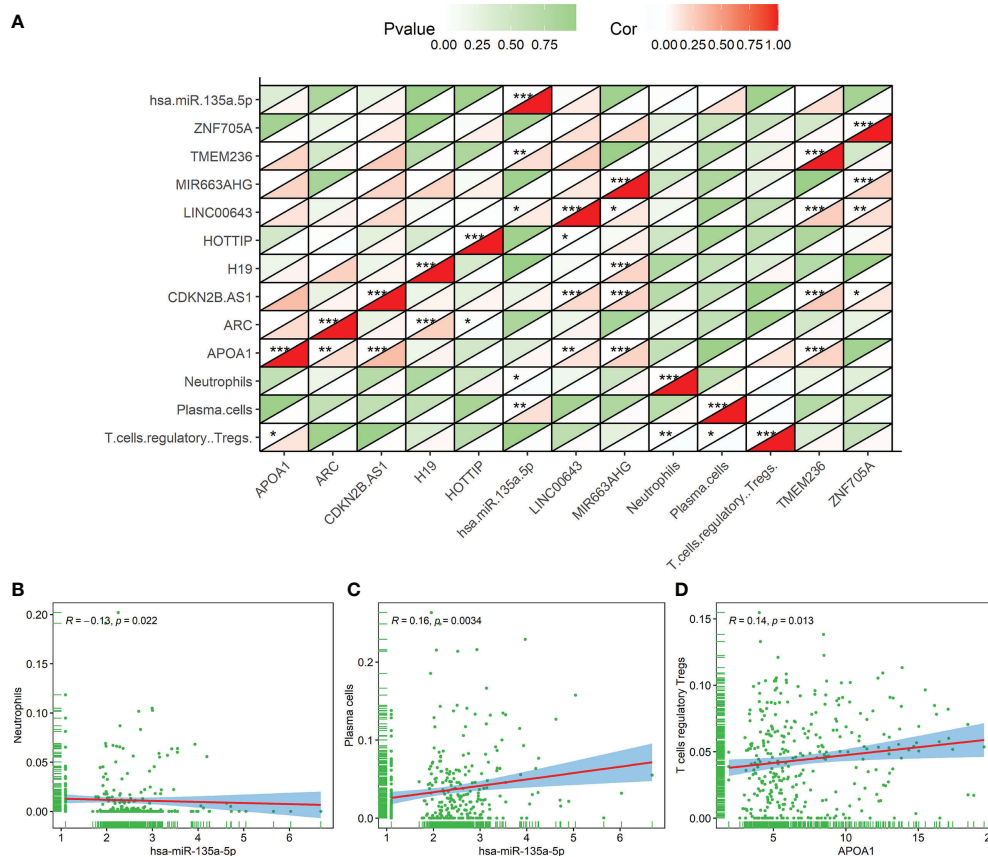 A
Pvalue
0.00 0.25 0.50 0.75
Cor
0.00 0.25 0.50 0.75 1.00
hsa.miR.135a.5p ***
ZNF705A ***
TMEM236 ** ***
MIR663AHG *** ***
LINC00643 * *** * *** **
HOTTIP *** *
H19 *** ***
CDKN2B.AS1 *** *** *** *** *
ARC *** *** *
APOA1 *** ** *** ** *** ***
Neutrophils * ***
Plasma.cells ** ***
T.cells.regulatory..Tregs. * ** * ***
APOA1
ARC
CDKN2B.AS1
H19
HOTTIP
hsa.miR.135a.5p
LINC00643
MIR663AHG
Neutrophils
Plasma.cells
T.cells.regulatory..Tregs.
TMEM236
ZNF705A
B
R = −0.13, p = 0.022
Neutrophils
0.20
0.15
0.10
0.05
0.00
1 2 3 4 5 6
hsa-miR-135a-5p
C
R = 0.16, p = 0.0034
Plasma cells
0.2
0.1
0.0
1 2 3 4 5 6
hsa-miR-135a-5p
D
R = 0.14, p = 0.013
T cells regulatory Tregs
0.15
0.10
0.05
0.00
5 10 15 2
APOA1